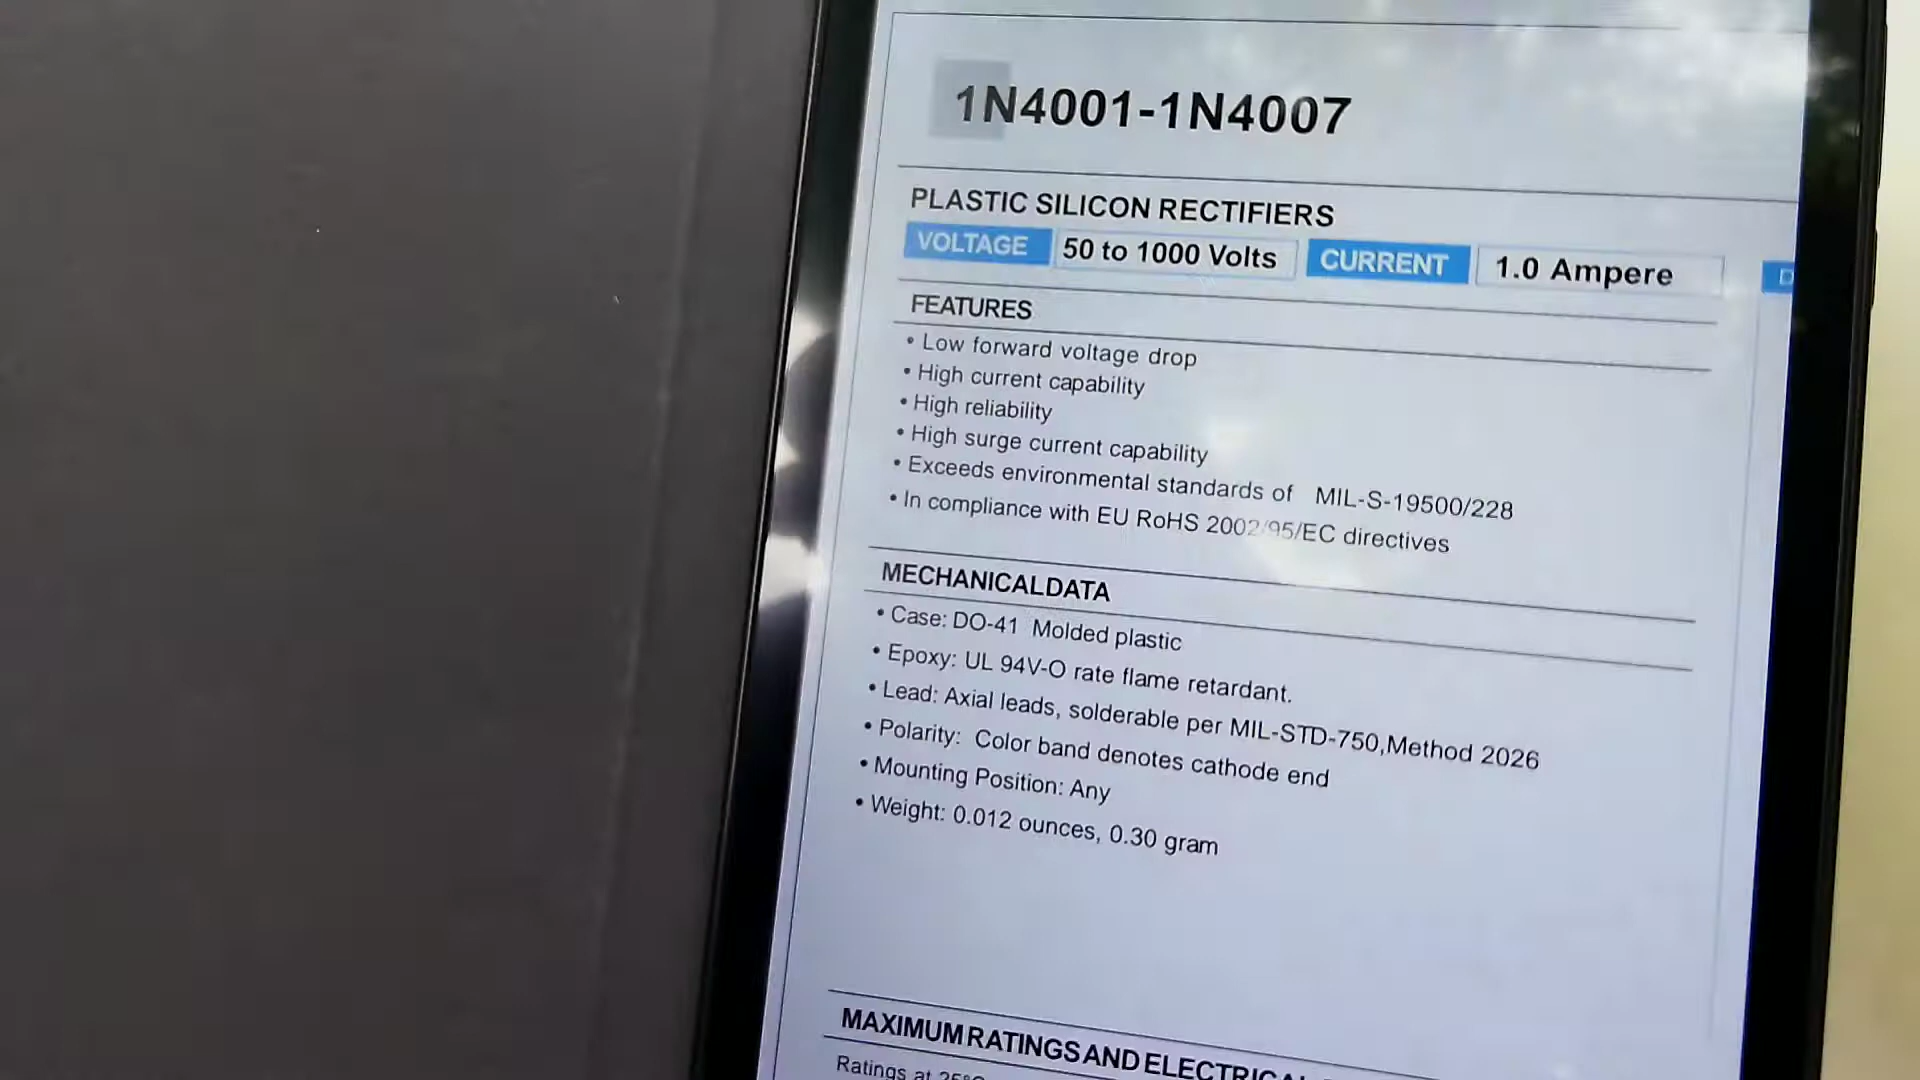 1N4001-1N4007
PLASTIC SILICON RECTIFIERS
VOLTAGE 50 to 1000 Volts CURRENT 1.0 Ampere
FEATURES
• Low forward voltage drop
• High current capability
• High reliability
• High surge current capability
• Exceeds environmental standards of MIL-S-19500/228
• In compliance with EU RoHS 2002/95/EC directives
MECHANICALDATA
• Case: DO-41 Molded plastic
• Epoxy: UL 94V-O rate flame retardant.
• Lead: Axial leads, solderable per MIL-STD-750,Method 2026
• Polarity: Color band denotes cathode end
• Mounting Position: Any
• Weight: 0.012 ounces, 0.30 gram
MAXIMUMRATINGSANDELECTRICAL
Ratings at 25°C